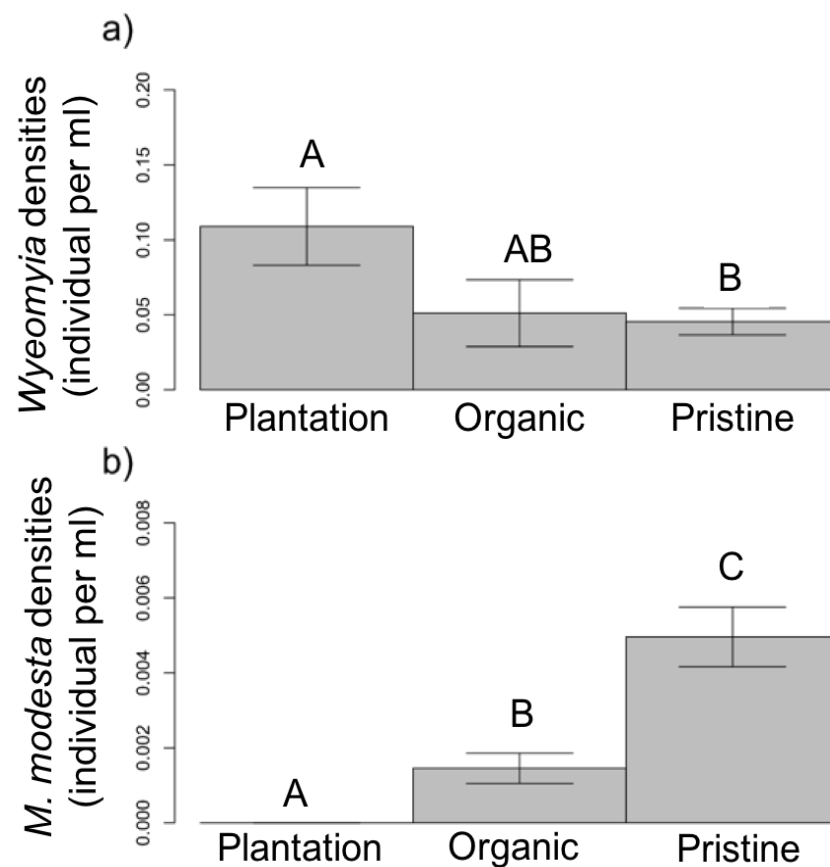 a)
Wyeomyia densities
(individual per ml)
0.20
0.15
0.10
0.05
0.00
A
AB
B
Plantation
Organic
Pristine
b)
M. modesta densities
(individual per ml)
0.008
0.006
0.004
0.002
0.000
A
B
C
Plantation
Organic
Pristine